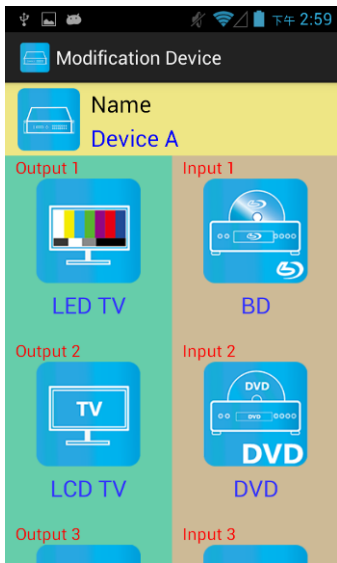 下午 2:59
Modification Device
Name
Device A
Output 1
Input 1
LED TV
BD
Output 2
Input 2
TV
DVD
DVD
DVD
LCD TV
DVD
Output 3
Input 3